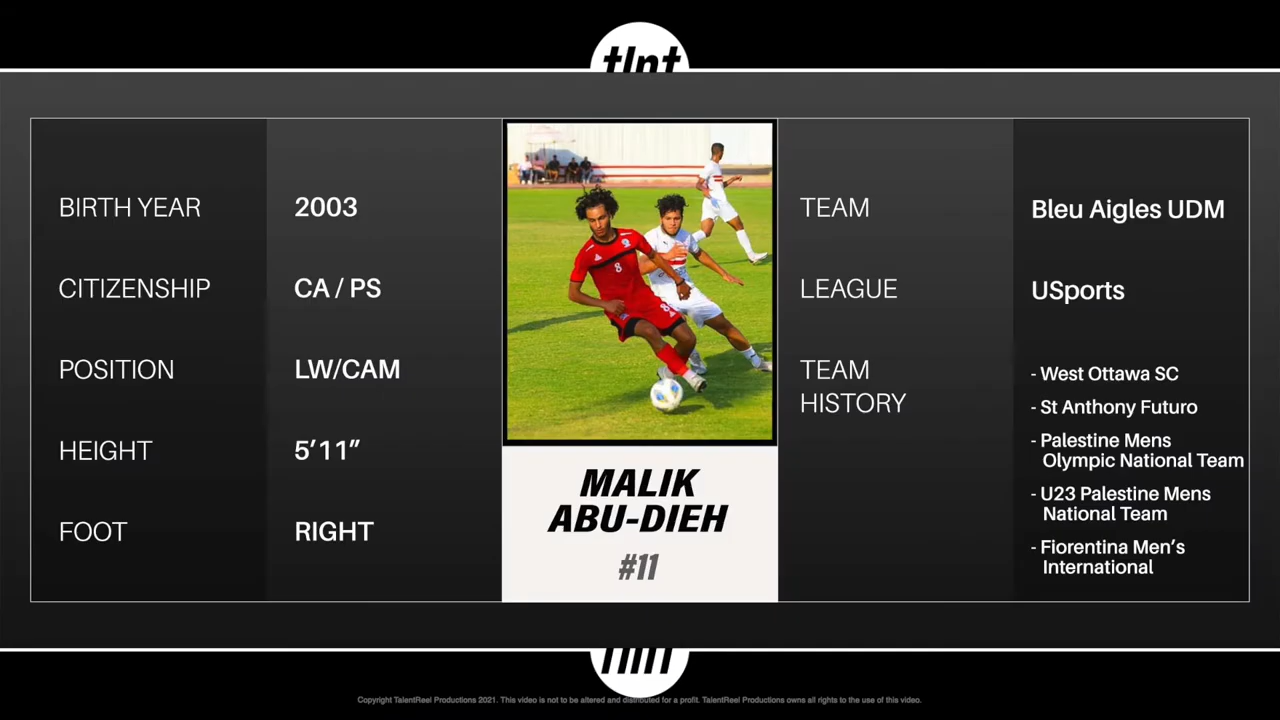 tlnt
BIRTH YEAR 2003
CITIZENSHIP CA / PS
POSITION LW/CAM
HEIGHT 5’11”
FOOT RIGHT
8
8
MALIK
ABU-DIEH
#11
TEAM Bleu Aigles UDM
LEAGUE USports
TEAM
HISTORY
- West Ottawa SC
- St Anthony Futuro
- Palestine Mens
Olympic National Team
- U23 Palestine Mens
National Team
- Fiorentina Men’s
International
Copyright TalentReel Productions 2021. This video is not to be altered and distributed for a profit. TalentReel Productions owns all rights to the use of this video.